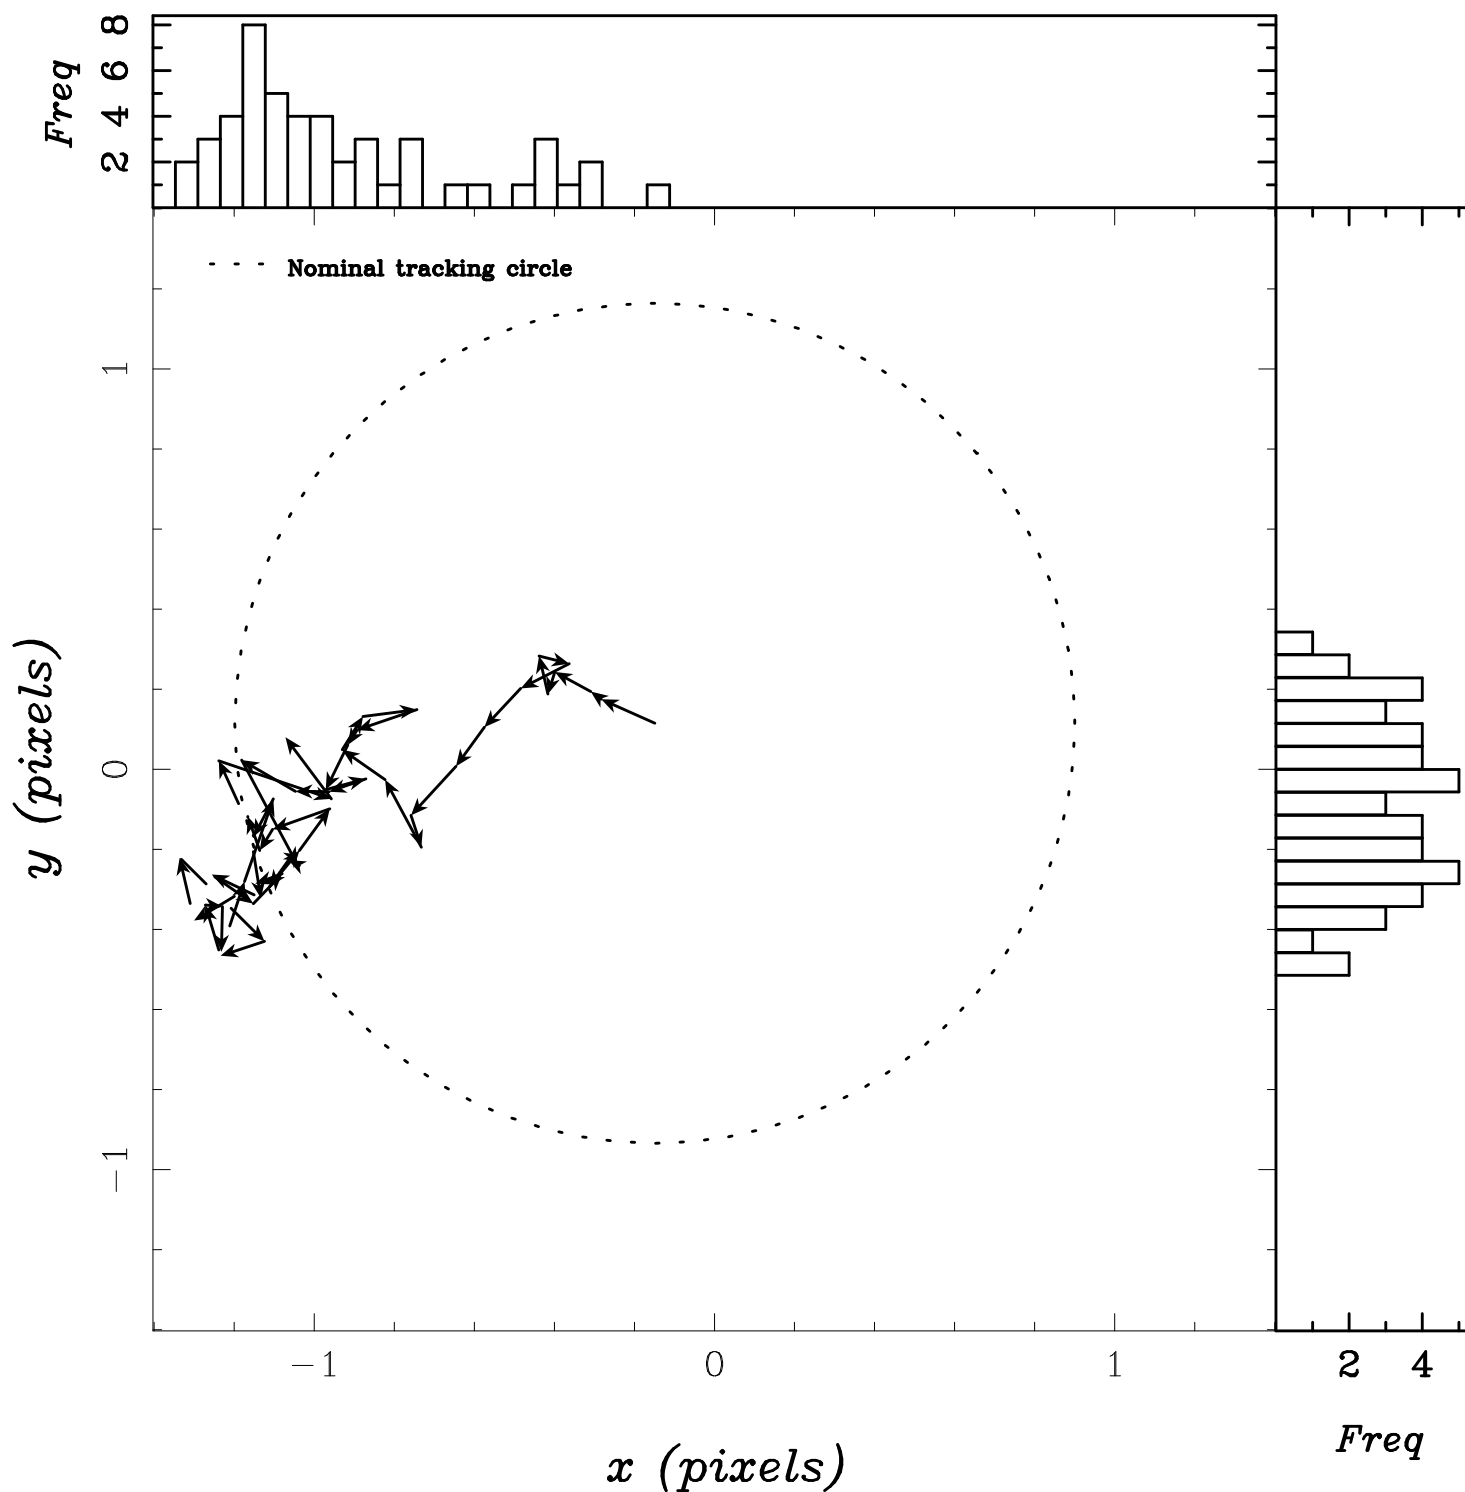 Freq
8
6
4
2
Nominal tracking circle
y (pixels)
1
0
−1
−1 0 1
x (pixels)
2 4
Freq